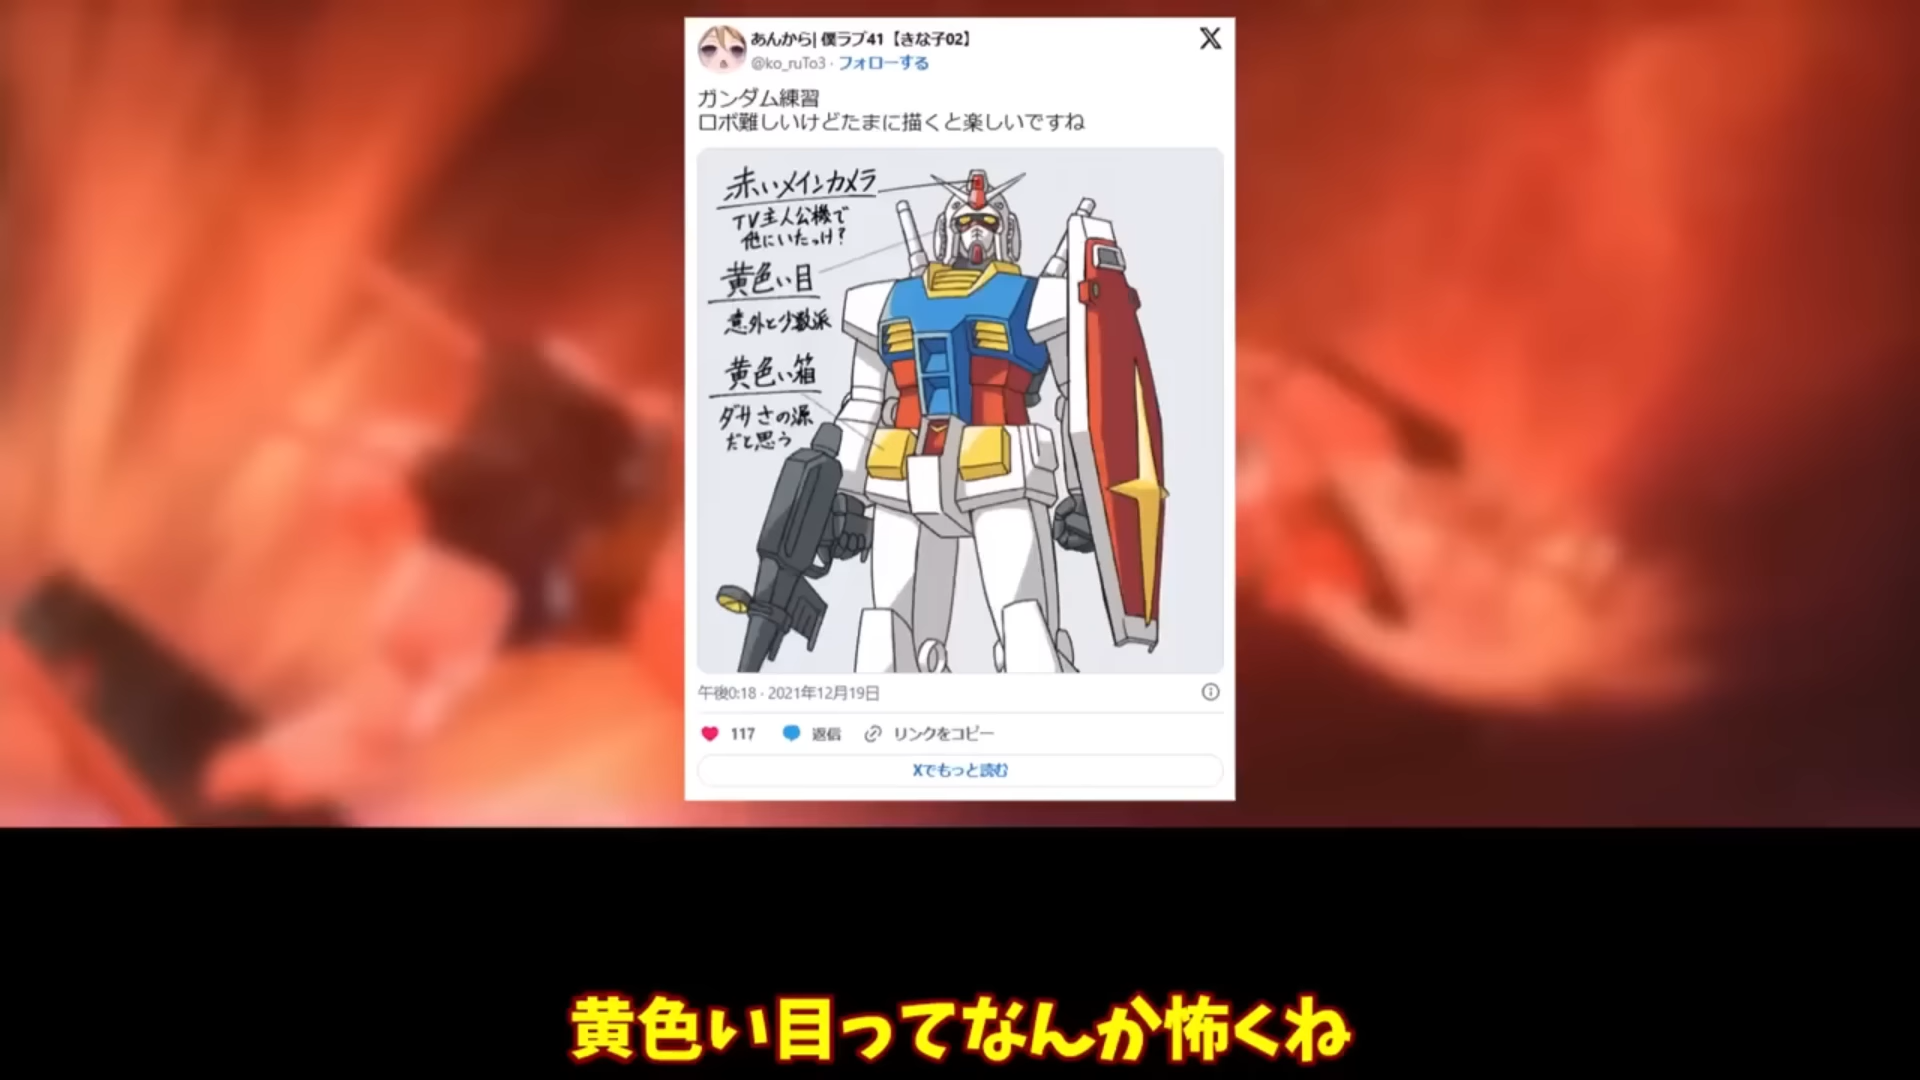 あんから| 僕ラブ41【きな子02】
@ko_ruTo3 · フォローする
ガンダム練習
ロボ難しいけどたまに描くと楽しいですね
赤いメインカメラ
TV主人公機で
他にいたっけ?
黄色い目
意外と少数派
黄色い箱
ダサさの源
だと思う
午後0:18 · 2021年12月19日
117 返信 リンクをコピー
Xでもっと読む
黄色い目ってなんか怖くね